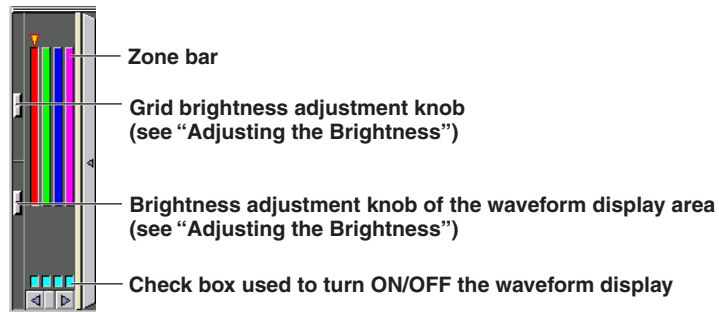 Zone bar
Grid brightness adjustment knob
(see “Adjusting the Brightness”)
Brightness adjustment knob of the waveform display area
(see “Adjusting the Brightness”)
Check box used to turn ON/OFF the waveform display